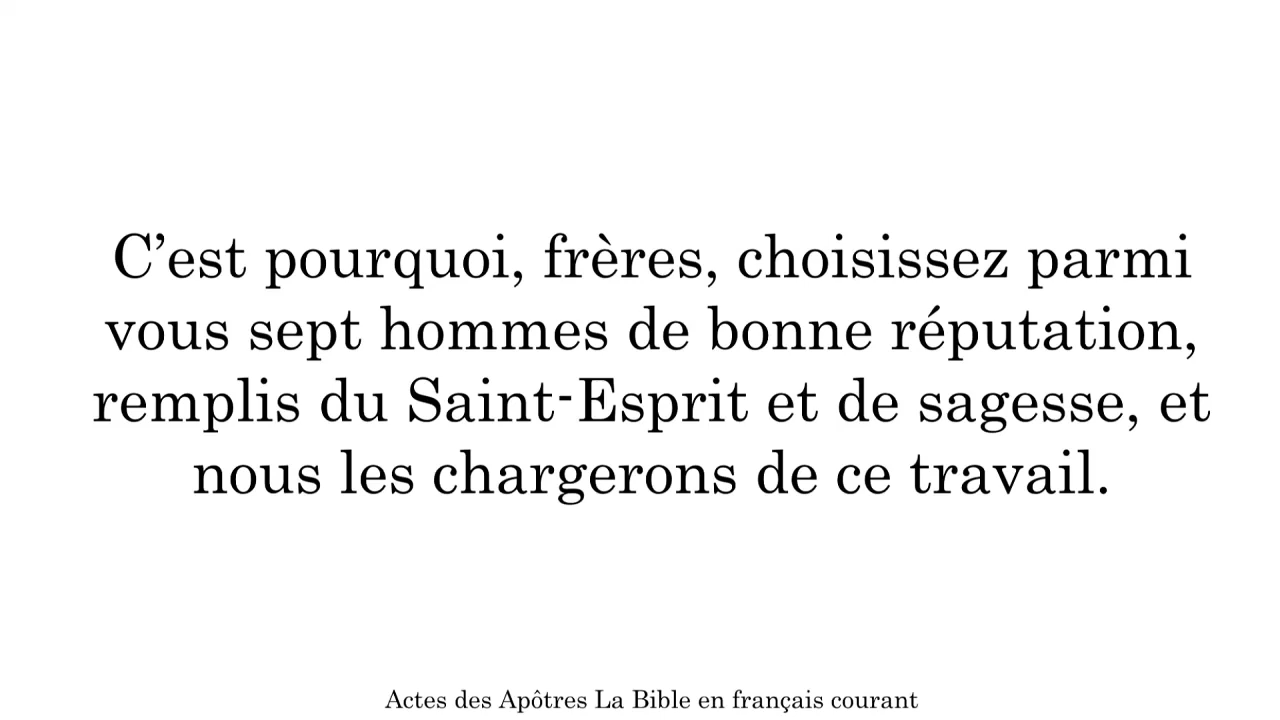 C’est pourquoi, frères, choisissez parmi
vous sept hommes de bonne réputation,
remplis du Saint-Esprit et de sagesse, et
nous les chargerons de ce travail.
Actes des Apôtres La Bible en français courant